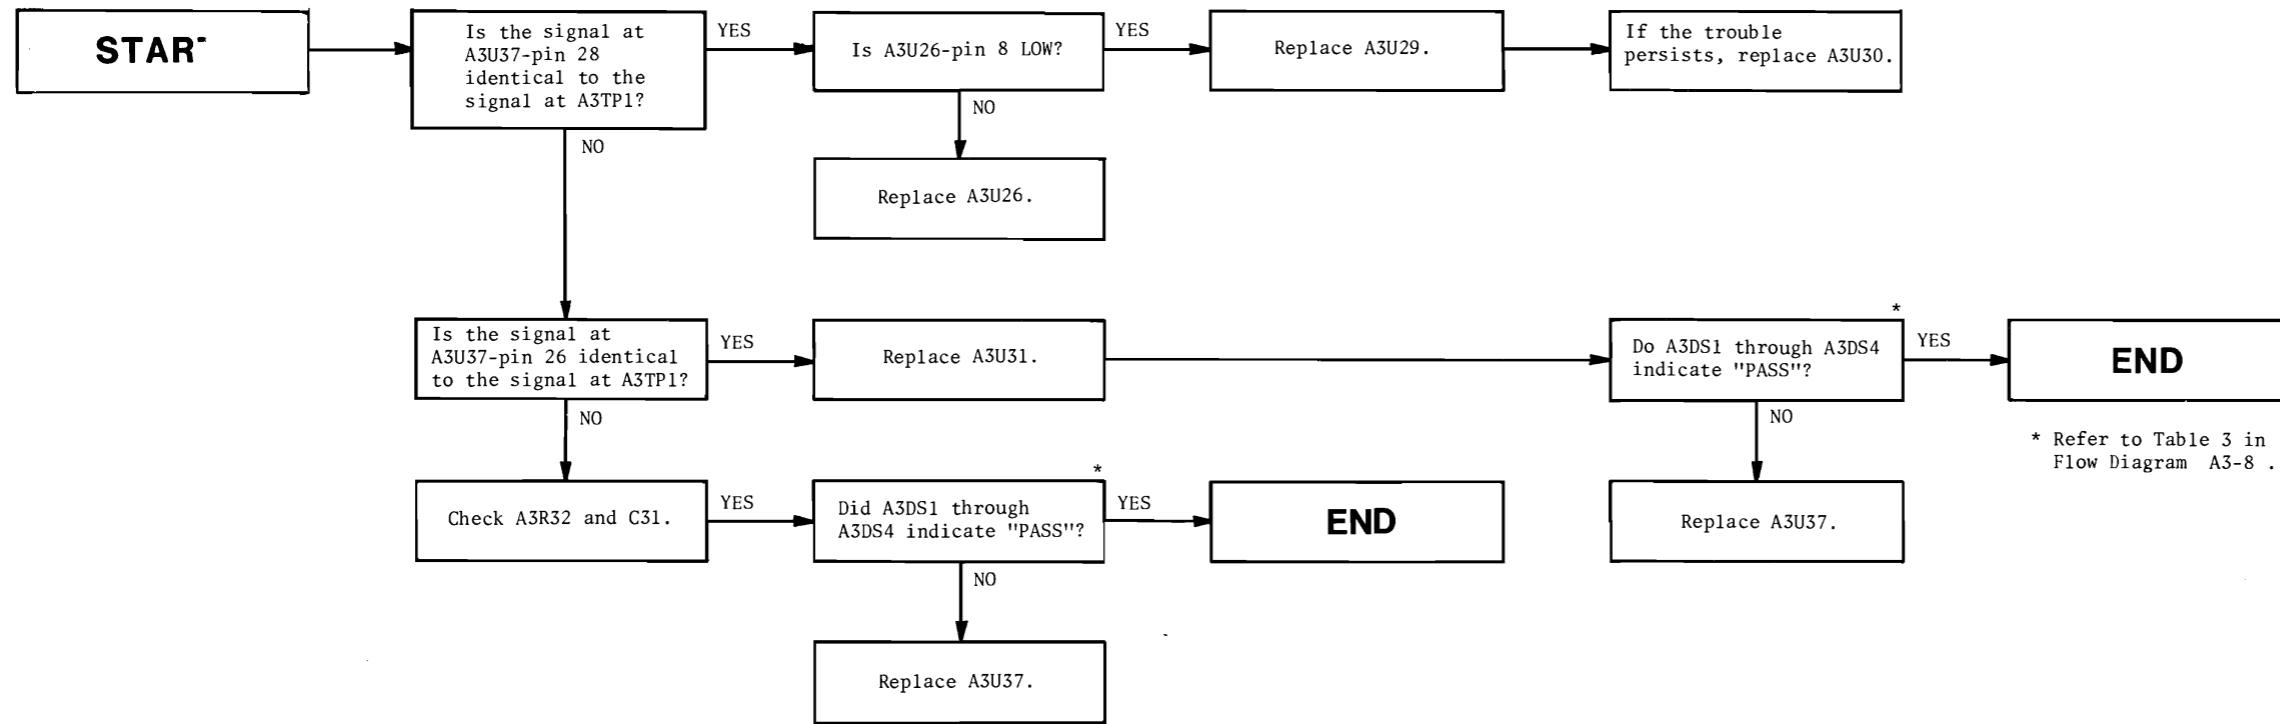 STAR
Is the signal at
A3U37-pin 28
identical to the
signal at A3TP1?
YES
Is A3U26-pin 8 LOW?
YES
Replace A3U29.
If the trouble
persists, replace A3U30.
NO
NO
Replace A3U26.
Is the signal at
A3U37-pin 26 identical
to the signal at A3TP1?
YES
Replace A3U31.
*
Do A3DS1 through A3DS4
indicate "PASS"?
YES
END
NO
NO
* Refer to Table 3 in
Flow Diagram A3-8 .
Check A3R32 and C31.
YES
*
Did A3DS1 through
A3DS4 indicate "PASS"?
YES
END
Replace A3U37.
NO
Replace A3U37.